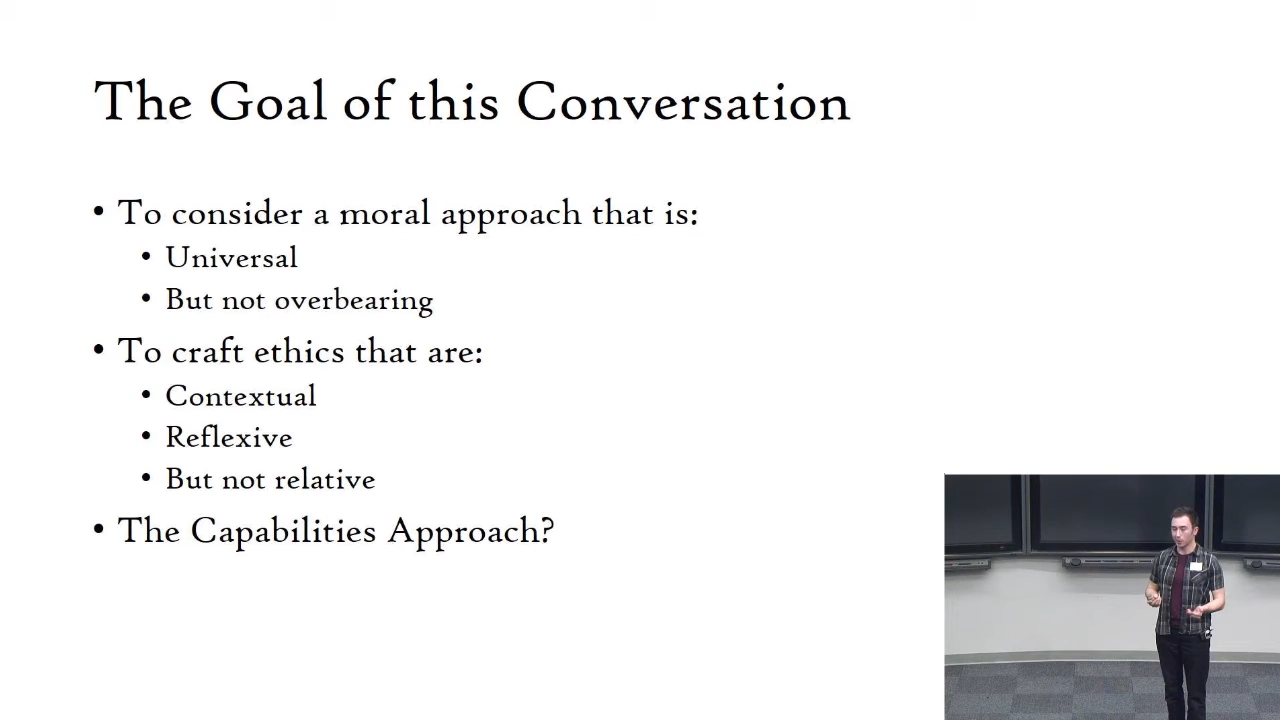 The Goal of this Conversation
• To consider a moral approach that is:
• Universal
• But not overbearing
• To craft ethics that are:
• Contextual
• Reflexive
• But not relative
• The Capabilities Approach?